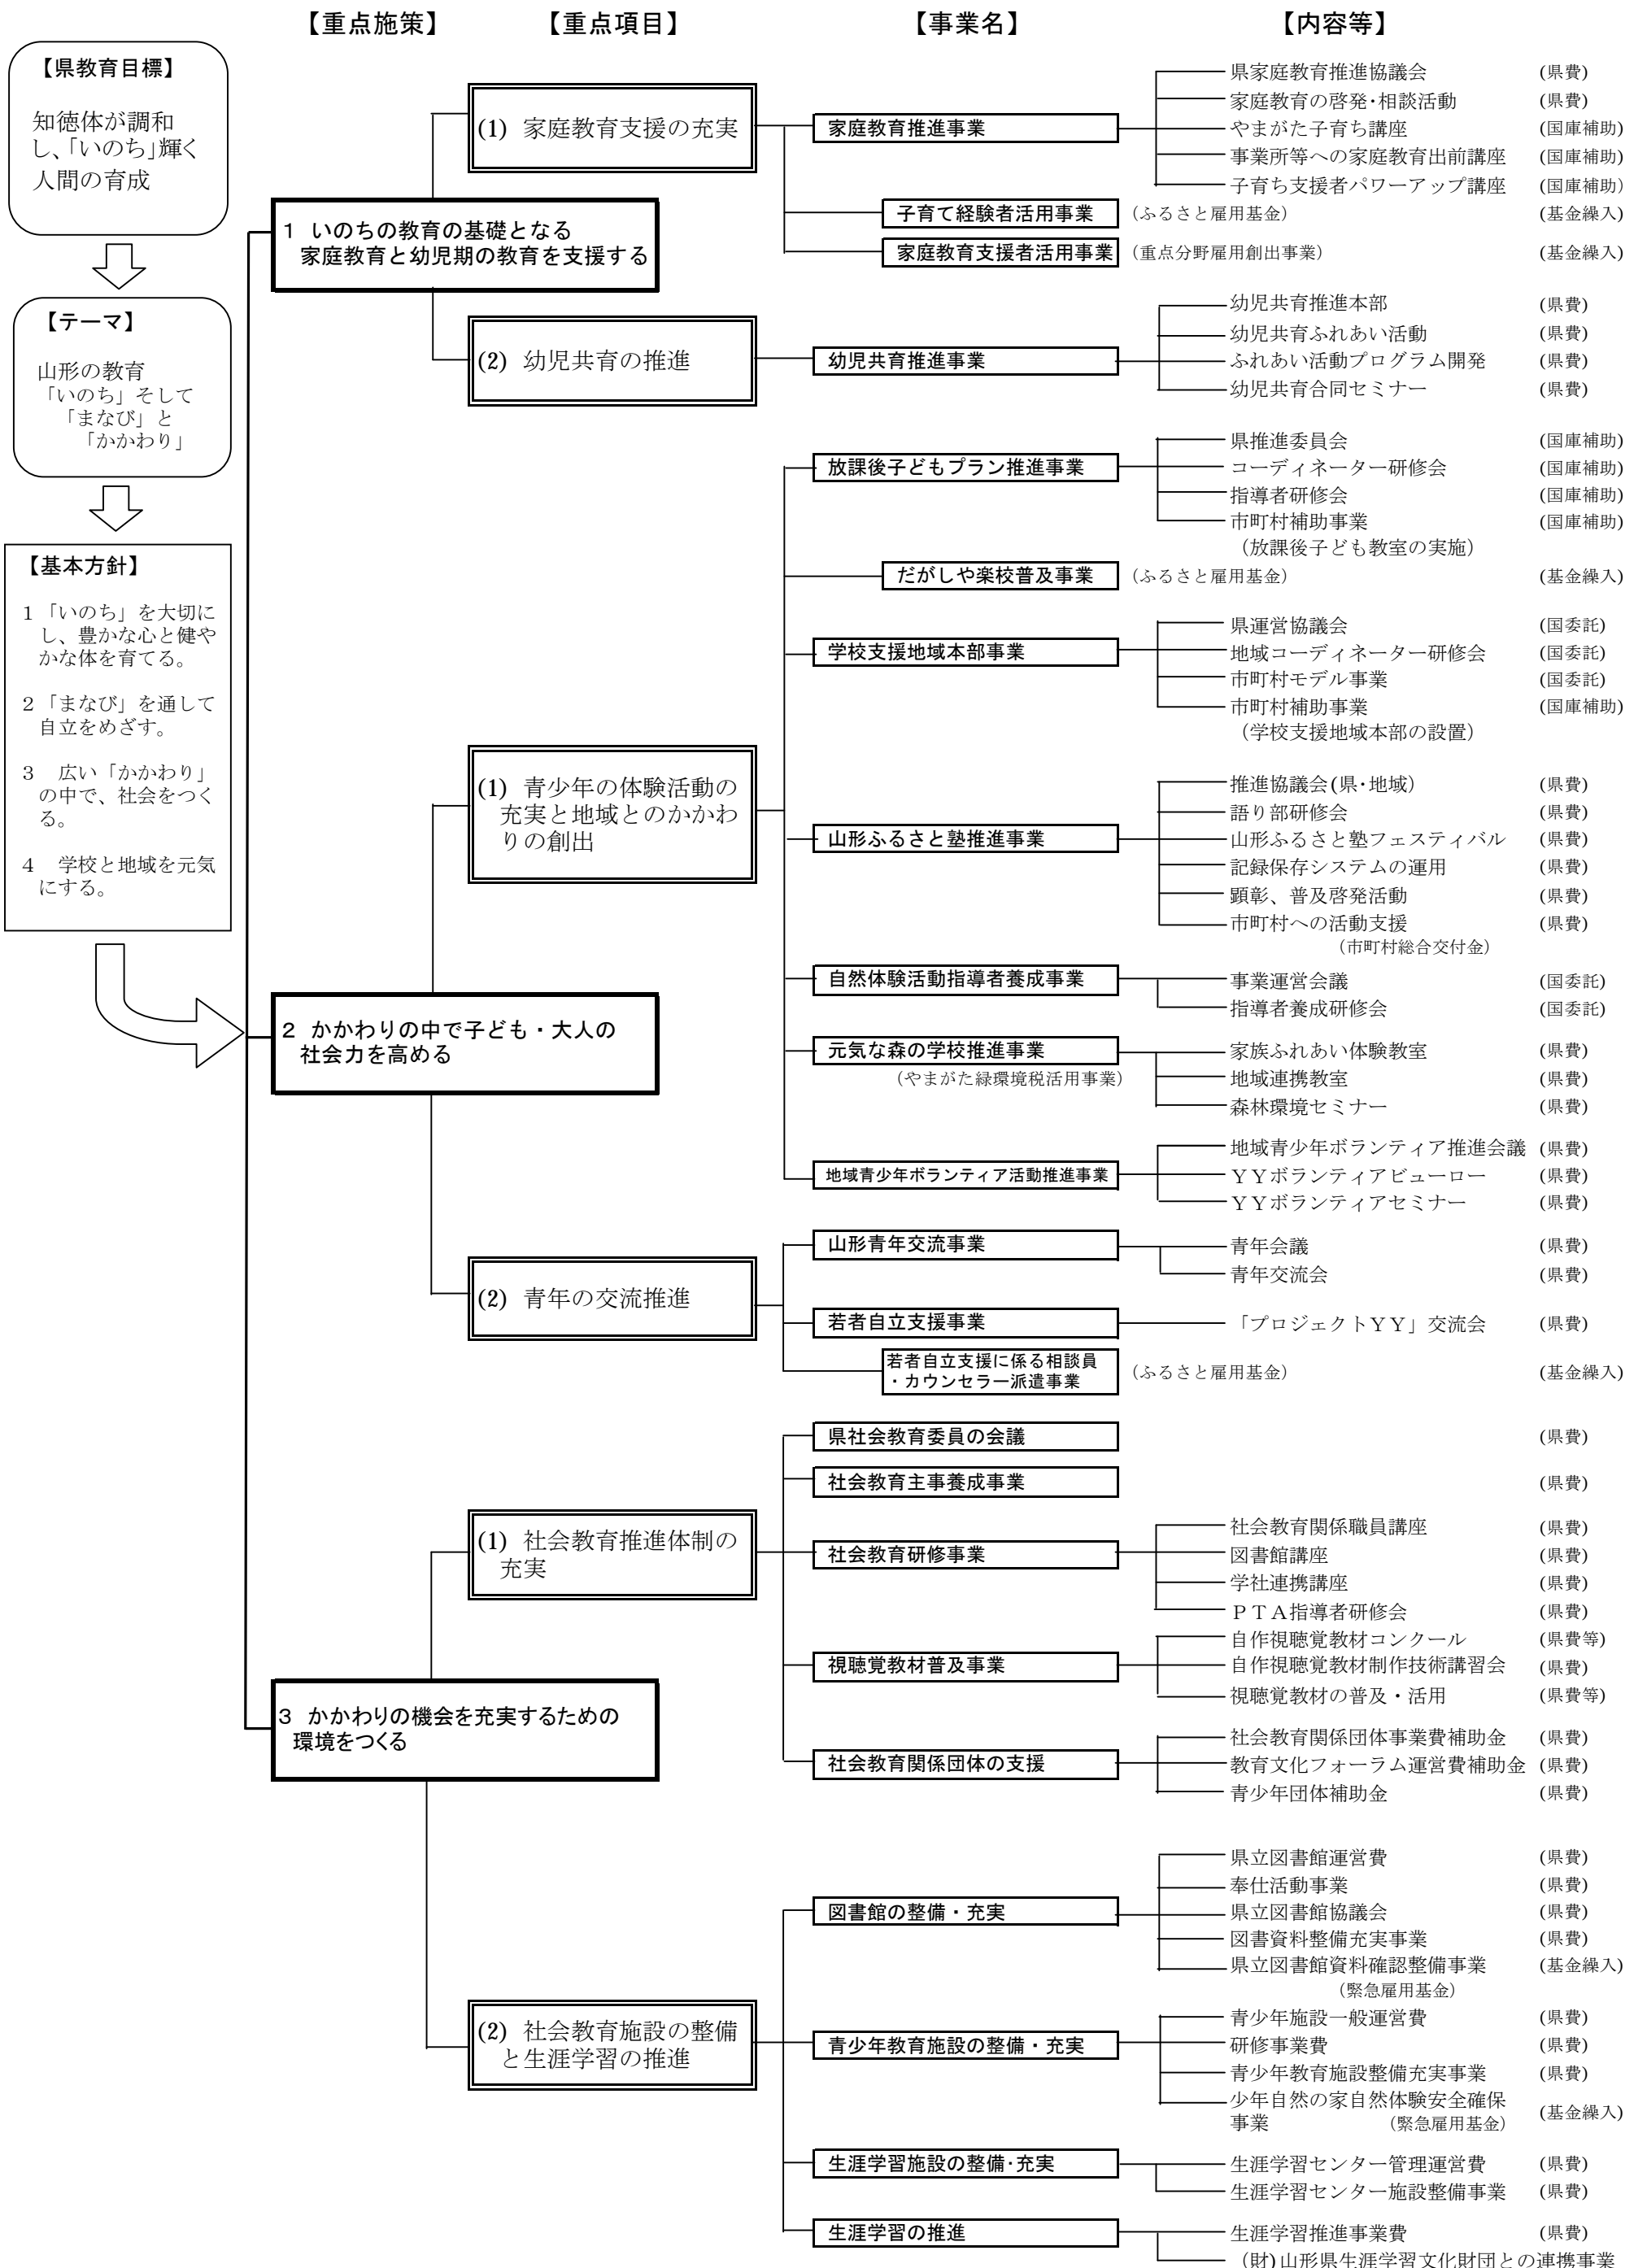 【重点施策】 【重点項目】 【事業名】 【内容等】
【県教育目標】
知徳体が調和
し、「いのち」輝く
人間の育成
【テーマ】
山形の教育
「いのち」そして
「まなび」と
「かかわり」
【基本方針】
1 「いのち」を大切に
し、豊かな心と健や
かな体を育てる。
2 「まなび」を通して
自立をめざす。
3 広い「かかわり」
の中で、社会をつく
る。
4 学校と地域を元気
にする。
1 いのちの教育の基礎となる
家庭教育と幼児期の教育を支援する
(1) 家庭教育支援の充実
家庭教育推進事業
県家庭教育推進協議会 (県費)
家庭教育の啓発・相談活動 (県費)
やまがた子育ち講座 (国庫補助)
事業所等への家庭教育出前講座 (国庫補助)
子育ち支援者パワーアップ講座 (国庫補助)
子育て経験者活用事業 (ふるさと雇用基金) (基金繰入)
家庭教育支援者活用事業 (重点分野雇用創出事業) (基金繰入)
(2) 幼児共育の推進
幼児共育推進事業
幼児共育推進本部 (県費)
幼児共育ふれあい活動 (県費)
ふれあい活動プログラム開発 (県費)
幼児共育合同セミナー (県費)
2 かかわりの中で子ども・大人の
社会力を高める
(1) 青少年の体験活動の
充実と地域とのかかわ
りの創出
放課後子どもプラン推進事業
県推進委員会 (国庫補助)
コーディネーター研修会 (国庫補助)
指導者研修会 (国庫補助)
市町村補助事業 (国庫補助)
(放課後子ども教室の実施)
だがしや楽校普及事業 (ふるさと雇用基金) (基金繰入)
学校支援地域本部事業
県運営協議会 (国委託)
地域コーディネーター研修会 (国委託)
市町村モデル事業 (国委託)
市町村補助事業 (国庫補助)
(学校支援地域本部の設置)
山形ふるさと塾推進事業
推進協議会(県・地域) (県費)
語り部研修会 (県費)
山形ふるさと塾フェスティバル (県費)
記録保存システムの運用 (県費)
顕彰、普及啓発活動 (県費)
市町村への活動支援 (県費)
(市町村総合交付金)
自然体験活動指導者養成事業
事業運営会議 (国委託)
指導者養成研修会 (国委託)
元気な森の学校推進事業
(やまがた緑環境税活用事業)
家族ふれあい体験教室 (県費)
地域連携教室 (県費)
森林環境セミナー (県費)
地域青少年ボランティア活動推進事業
地域青少年ボランティア推進会議 (県費)
YYボランティアビューロー (県費)
YYボランティアセミナー (県費)
(2) 青年の交流推進
山形青年交流事業
青年会議 (県費)
青年交流会 (県費)
若者自立支援事業
「プロジェクトYY」交流会 (県費)
若者自立支援に係る相談員
・カウンセラー派遣事業
(ふるさと雇用基金) (基金繰入)
3 かかわりの機会を充実するための
環境をつくる
(1) 社会教育推進体制の
充実
県社会教育委員の会議 (県費)
社会教育主事養成事業 (県費)
社会教育研修事業
社会教育関係職員講座 (県費)
図書館講座 (県費)
学社連携講座 (県費)
PTA指導者研修会 (県費)
視聴覚教材普及事業
自作視聴覚教材コンクール (県費等)
自作視聴覚教材制作技術講習会 (県費)
視聴覚教材の普及・活用 (県費等)
社会教育関係団体の支援
社会教育関係団体事業費補助金 (県費)
教育文化フォーラム運営費補助金 (県費)
青少年団体補助金 (県費)
(2) 社会教育施設の整備
と生涯学習の推進
図書館の整備・充実
県立図書館運営費 (県費)
奉仕活動事業 (県費)
県立図書館協議会 (県費)
図書資料整備充実事業 (県費)
県立図書館資料確認整備事業 (基金繰入)
(緊急雇用基金)
青少年教育施設の整備・充実
青少年施設一般運営費 (県費)
研修事業費 (県費)
青少年教育施設整備充実事業 (県費)
少年自然の家自然体験安全確保
事業 (緊急雇用基金) (基金繰入)
生涯学習施設の整備・充実
生涯学習センター管理運営費 (県費)
生涯学習センター施設整備事業 (県費)
生涯学習の推進
生涯学習推進事業費 (県費)
(財)山形県生涯学習文化財団との連携事業